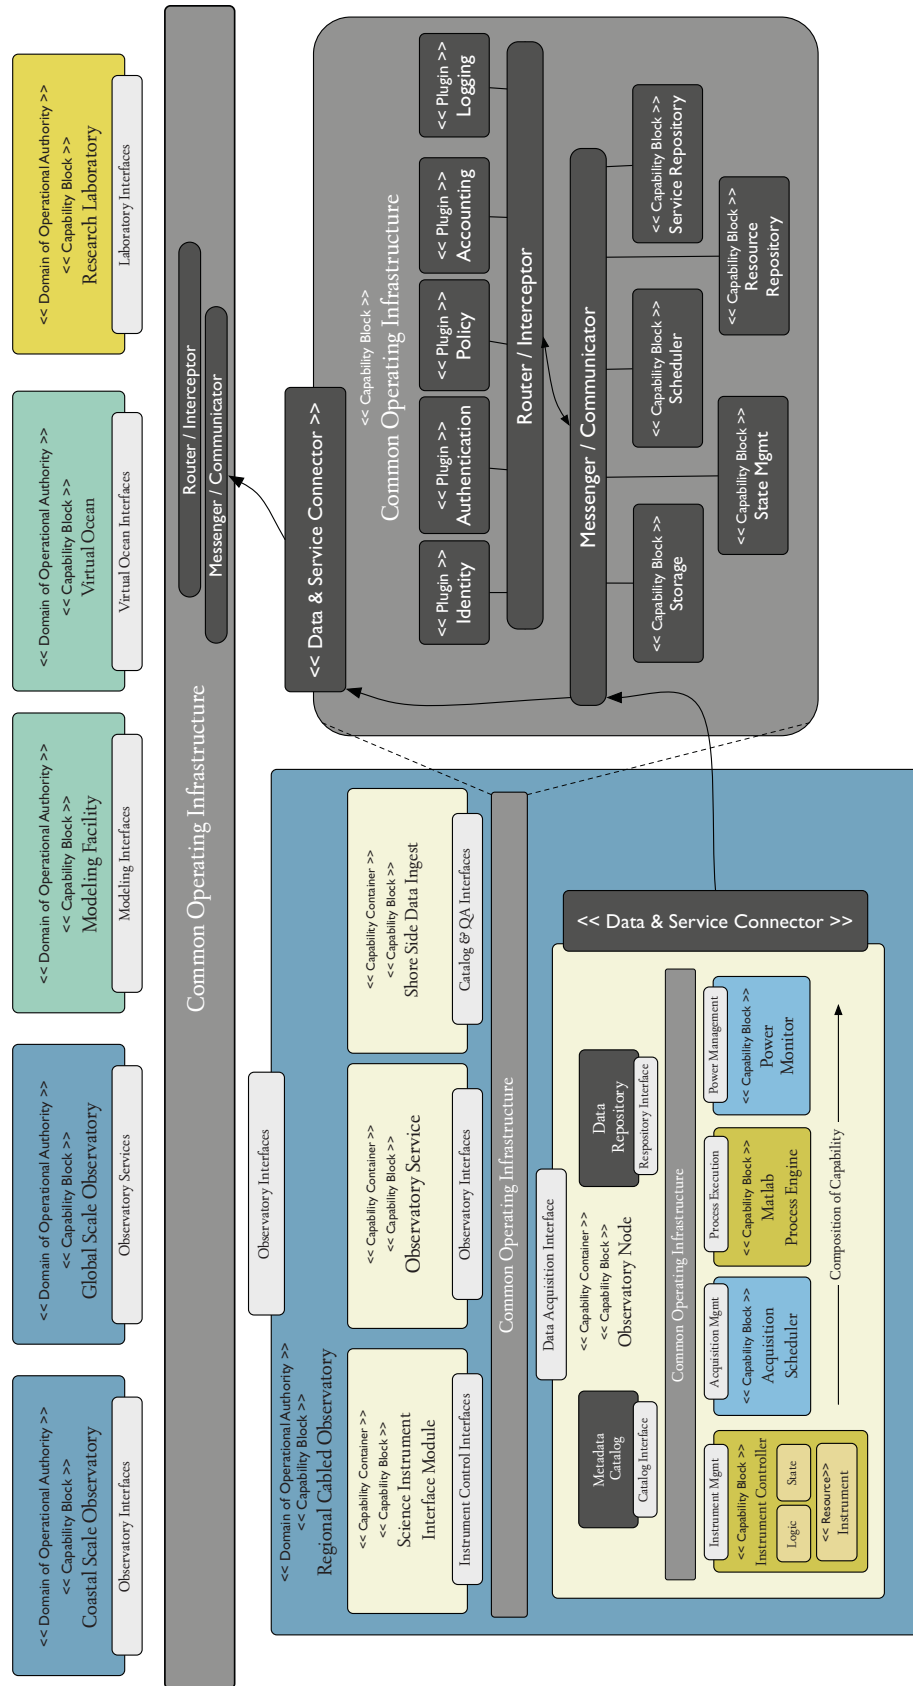 << Domain of Operational Authority >>
<< Capability Block >>
Coastal Scale Observatory
Observatory Interfaces
<< Domain of Operational Authority >>
<< Capability Block >>
Global Scale Observatory
Observatory Services
<< Domain of Operational Authority >>
<< Capability Block >>
Modeling Facility
Modeling Interfaces
<< Domain of Operational Authority >>
<< Capability Block >>
Virtual Ocean
Virtual Ocean Interfaces
<< Domain of Operational Authority >>
<< Capability Block >>
Research Laboratory
Laboratory Interfaces
Common Operating Infrastructure
Router / Interceptor
Messenger / Communicator
Observatory Interfaces
<< Domain of Operational Authority >>
<< Capability Block >>
Regional Cabled Observatory
<< Capability Container >>
<< Capability Block >>
Science Instrument
Interface Module
Instrument Control Interfaces
<< Capability Container >>
<< Capability Block >>
Observatory Service
Observatory Interfaces
<< Capability Container >>
<< Capability Block >>
Shore Side Data Ingest
Catalog & QA Interfaces
Common Operating Infrastructure
Data Acquisition Interface
<< Capability Container >>
<< Capability Block >>
Observatory Node
Metadata
Catalog
Catalog Interface
Data
Repository
Respository Interface
Common Operating Infrastructure
Instrument Mgmt
<< Capability Block >>
Instrument Controller
Logic
State
<< Resource>>
Instrument
Acquisition Mgmt
<< Capability Block >>
Acquisition
Scheduler
Process Execution
<< Capability Block >>
Matlab
Process Engine
Power Management
<< Capability Block >>
Power
Monitor
Composition of Capability
<< Data & Service Connector >>
<< Data & Service Connector >>
<< Capability Block >>
Common Operating Infrastructure
<< Plugin >>
Identity
<< Plugin >>
Authentication
<< Plugin >>
Policy
<< Plugin >>
Accounting
<< Plugin >>
Logging
Router / Interceptor
Messenger / Communicator
<< Capability Block >>
Storage
<< Capability Block >>
State Mgmt
<< Capability Block >>
Scheduler
<< Capability Block >>
Resource
Repository
<< Capability Block >>
Service Repository